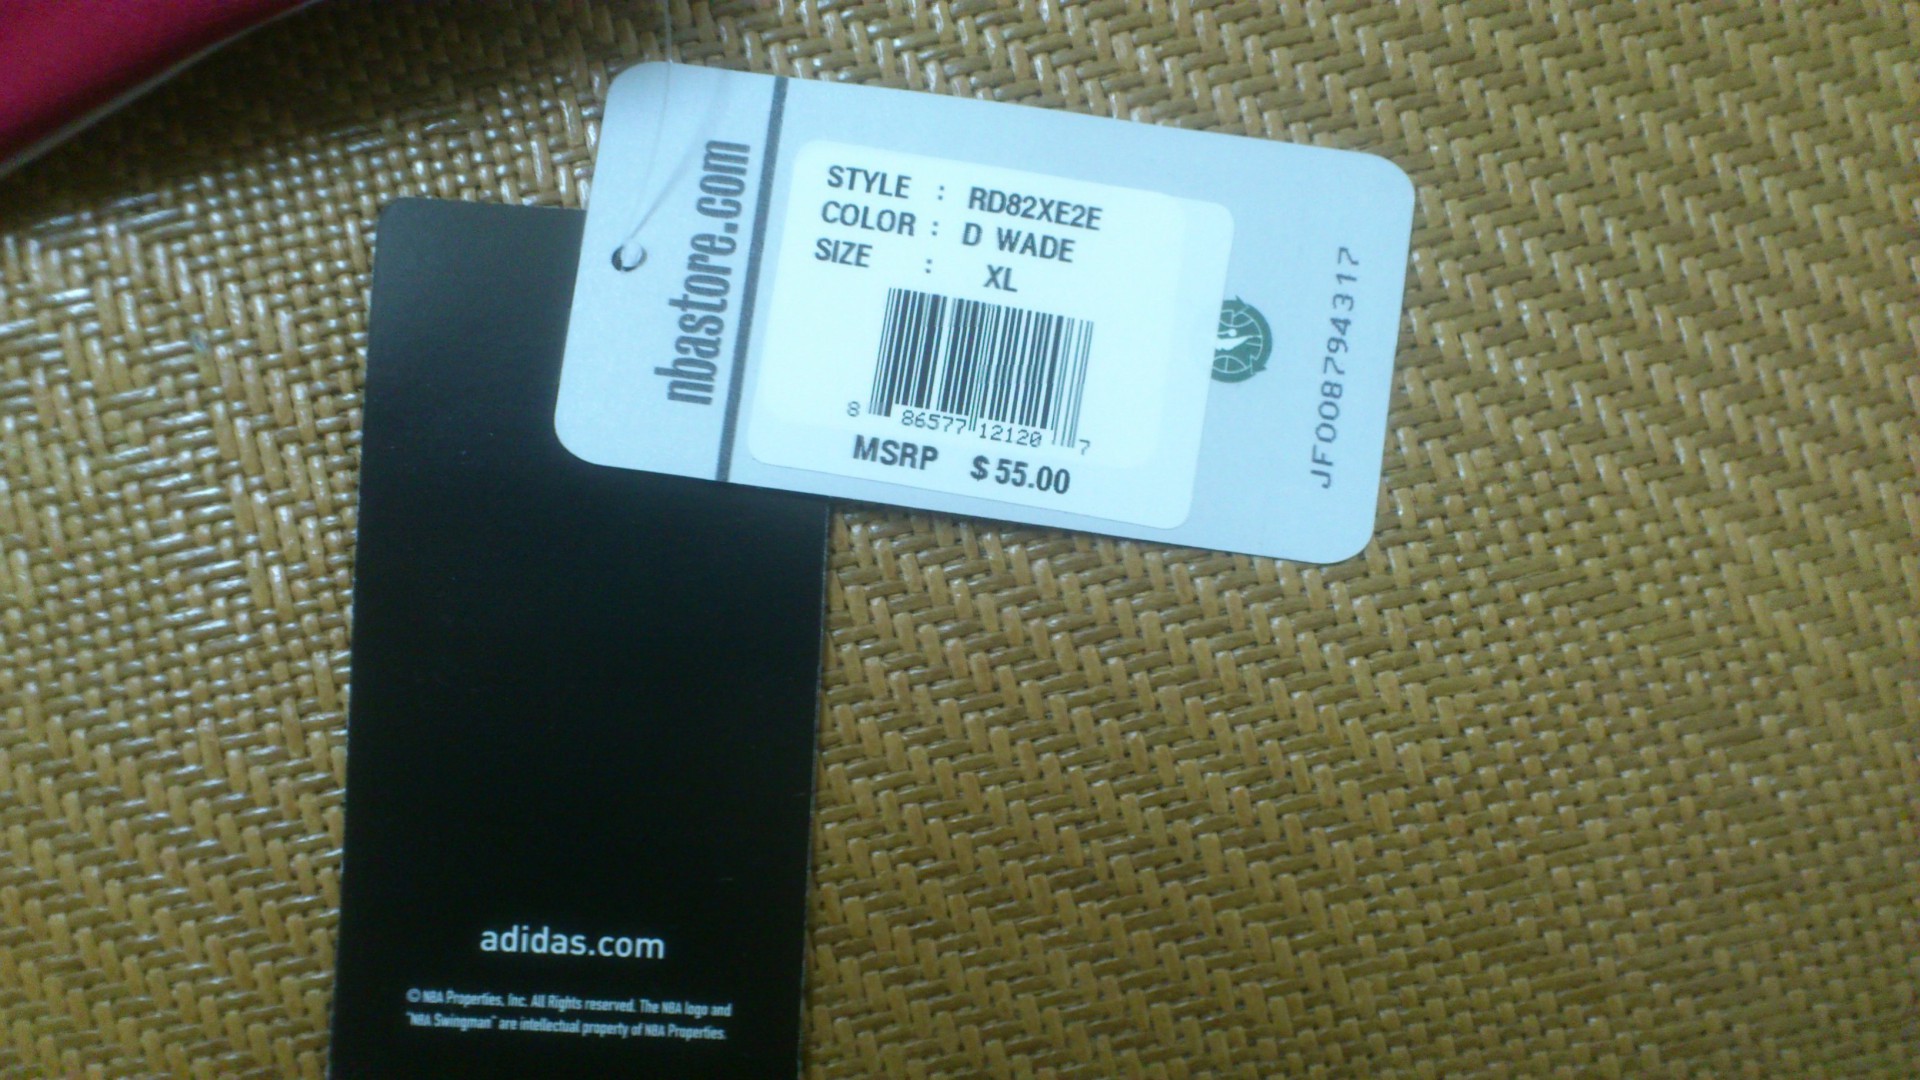 nbastore.com
STYLE : RD82XE2E
COLOR : D WADE
SIZE : XL
8 86577 12120 7
MSRP $55.00
JF008794317
adidas.com
© NBA Properties, Inc. All Rights reserved. The NBA logo and
"NBA Swingman" are intellectual property of NBA Properties.